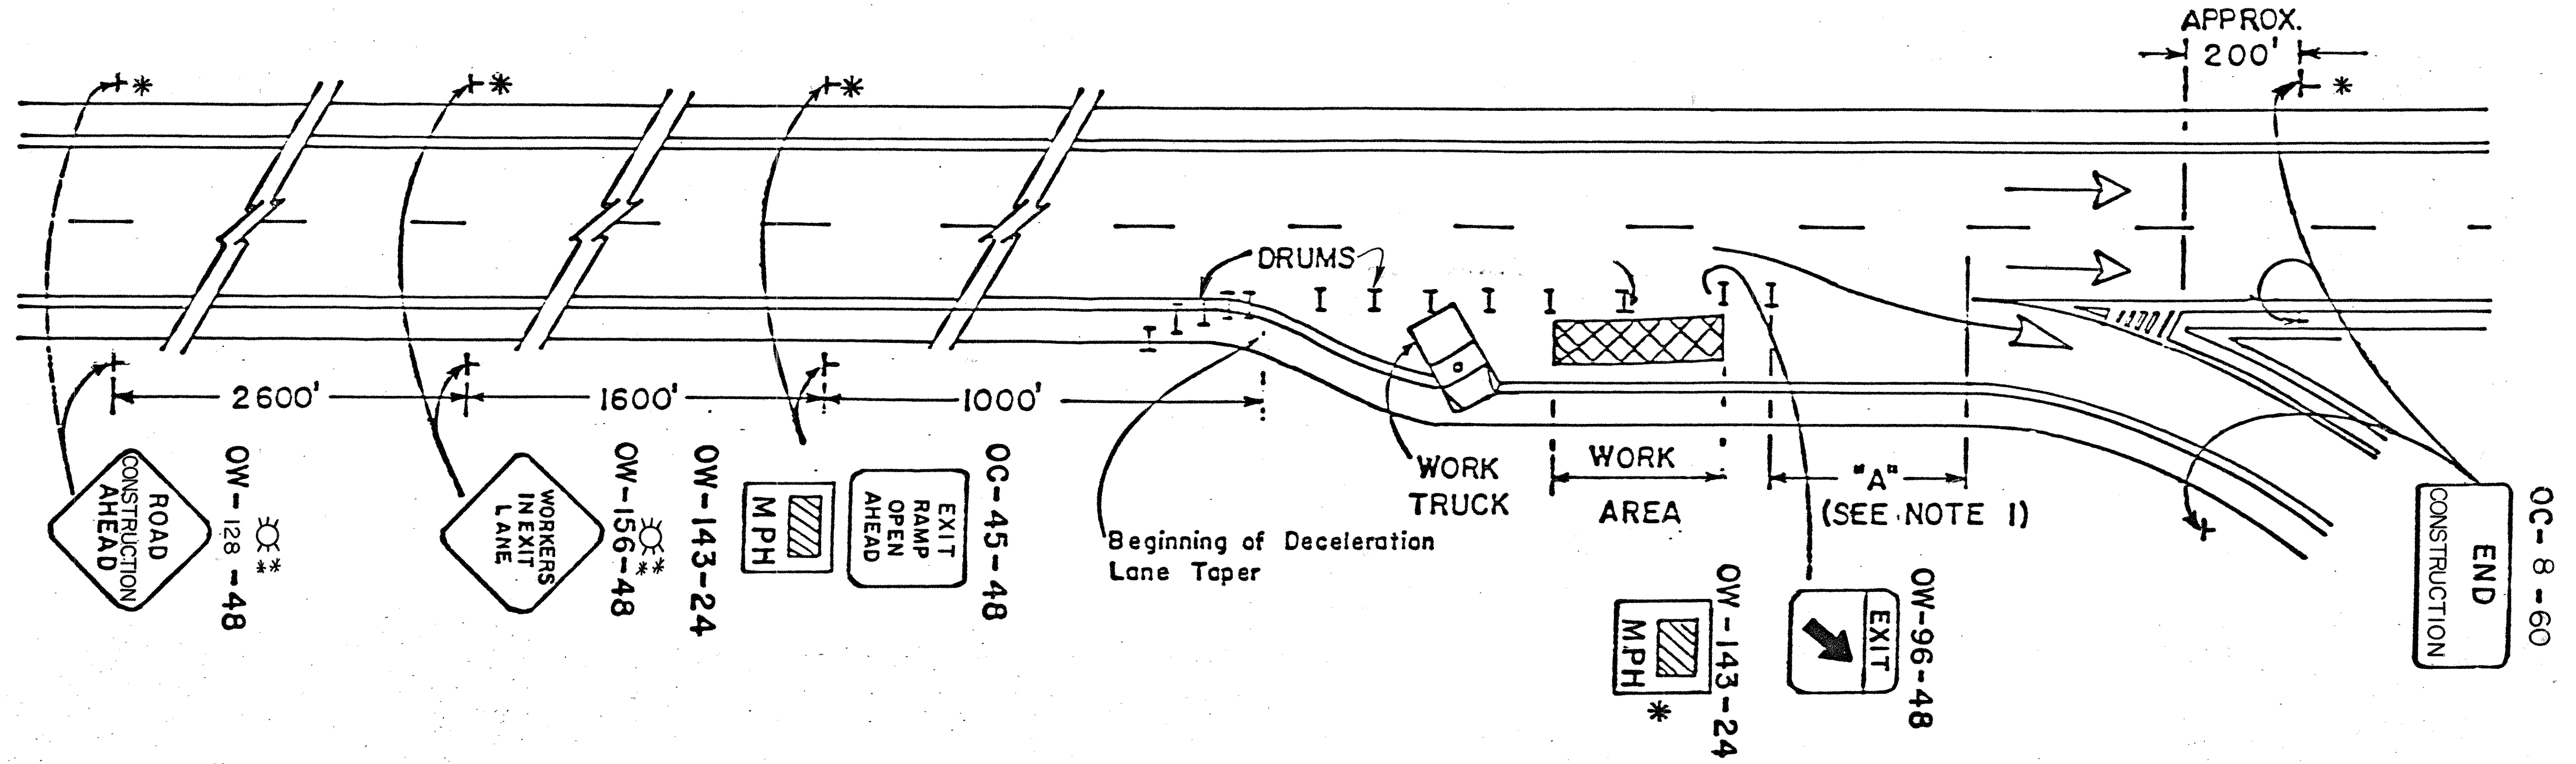 APPROX.
200'
*
*
*
*
DRUMS
2600'
1600'
1000'
WORK
TRUCK
WORK
AREA
"A"
(SEE NOTE 1)
Beginning of Deceleration
Lane Taper
ROAD
CONSTRUCTION
AHEAD
OW-128-48
**
WORKERS
IN EXIT
LANE
OW-156-48
**
OW-143-24
MPH
EXIT
RAMP
OPEN
AHEAD
OC-45-48
OW-143-24
MPH
*
EXIT
OW-96-48
END
CONSTRUCTION
OC-8-60